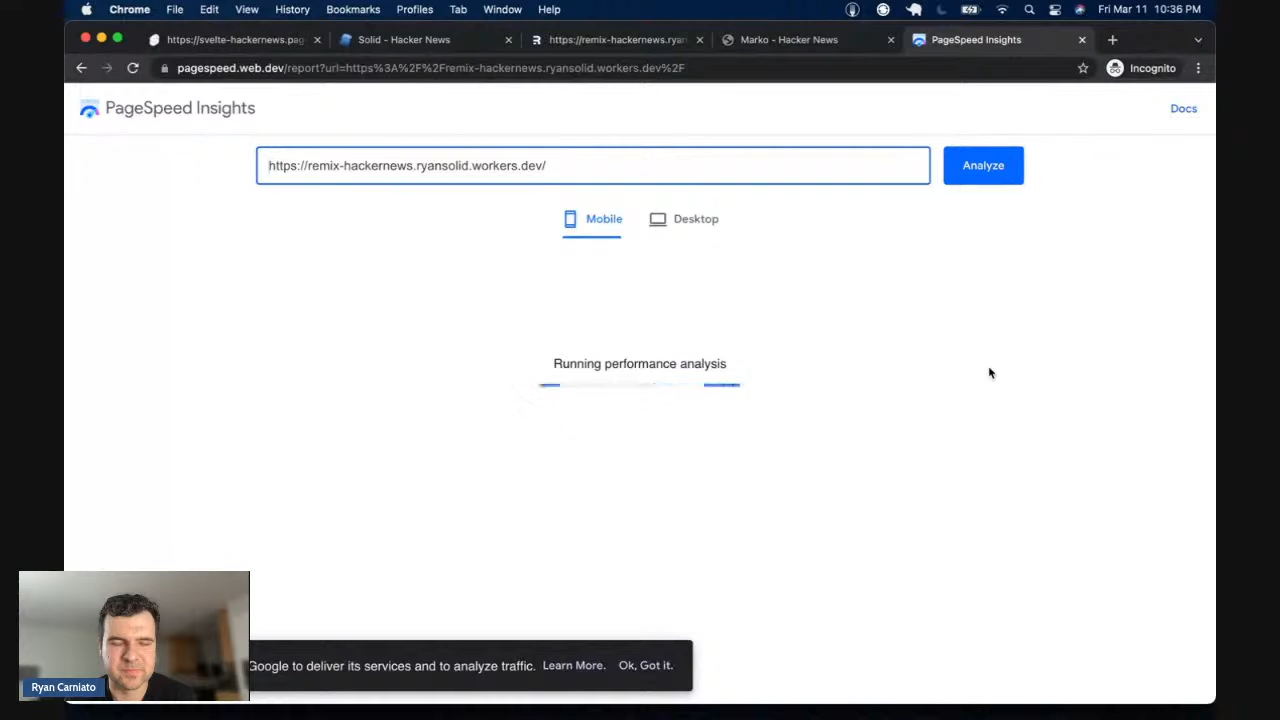 Chrome File Edit View History Bookmarks Profiles Tab Window Help Fri Mar 11 10:36 PM
https://svelte-hackernews.pag Solid - Hacker News https://remix-hackernews.ryan Marko - Hacker News PageSpeed Insights
pagespeed.web.dev/report?url=https%3A%2F%2Fremix-hackernews.ryansolid.workers.dev%2F Incognito
PageSpeed Insights Docs
https://remix-hackernews.ryansolid.workers.dev/ Analyze
Mobile Desktop
Running performance analysis
Google to deliver its services and to analyze traffic. Learn More. Ok, Got it.
Ryan Carniato